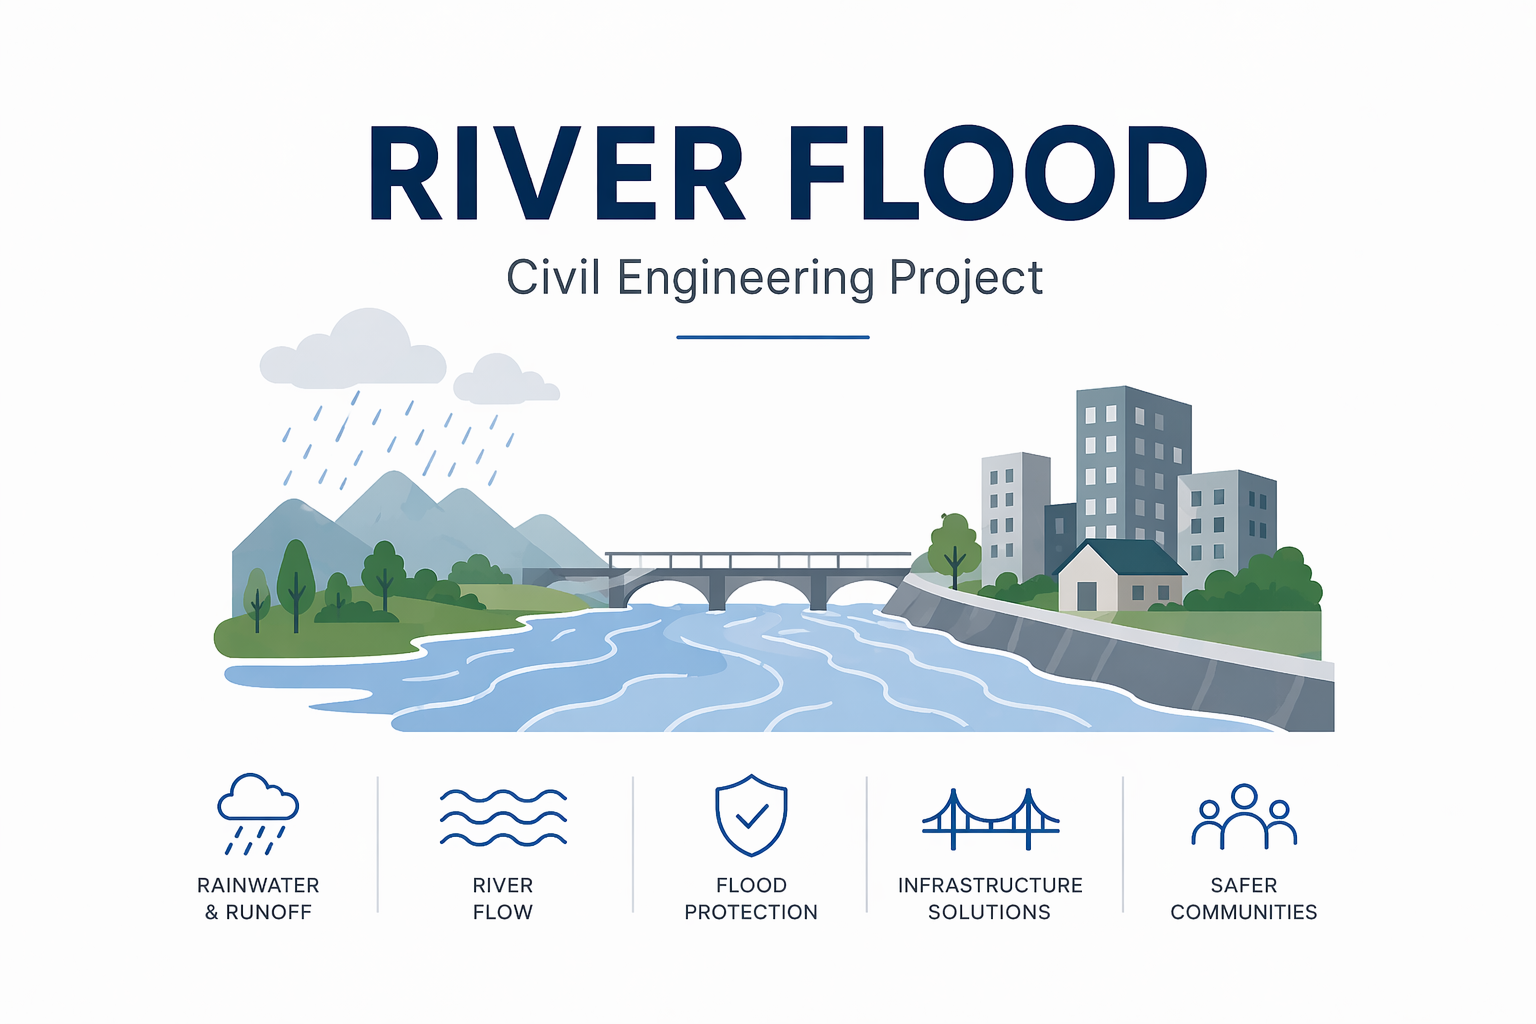 RIVER FLOOD
Civil Engineering Project
RAINWATER
& RUNOFF
RIVER
FLOW
FLOOD
PROTECTION
INFRASTRUCTURE
SOLUTIONS
SAFER
COMMUNITIES